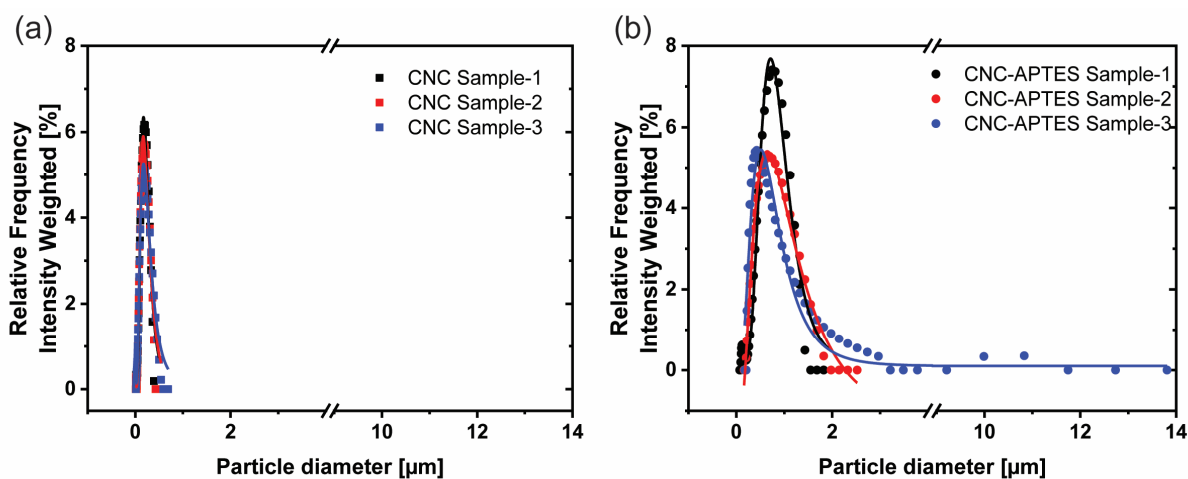 (a)
Relative Frequency
Intensity Weighted [%]
8
6
4
2
0
CNC Sample-1
CNC Sample-2
CNC Sample-3
0 2 10 12 14
Particle diameter [µm]
(b)
Relative Frequency
Intensity Weighted [%]
8
6
4
2
0
CNC-APTES Sample-1
CNC-APTES Sample-2
CNC-APTES Sample-3
0 2 10 12 14
Particle diameter [µm]